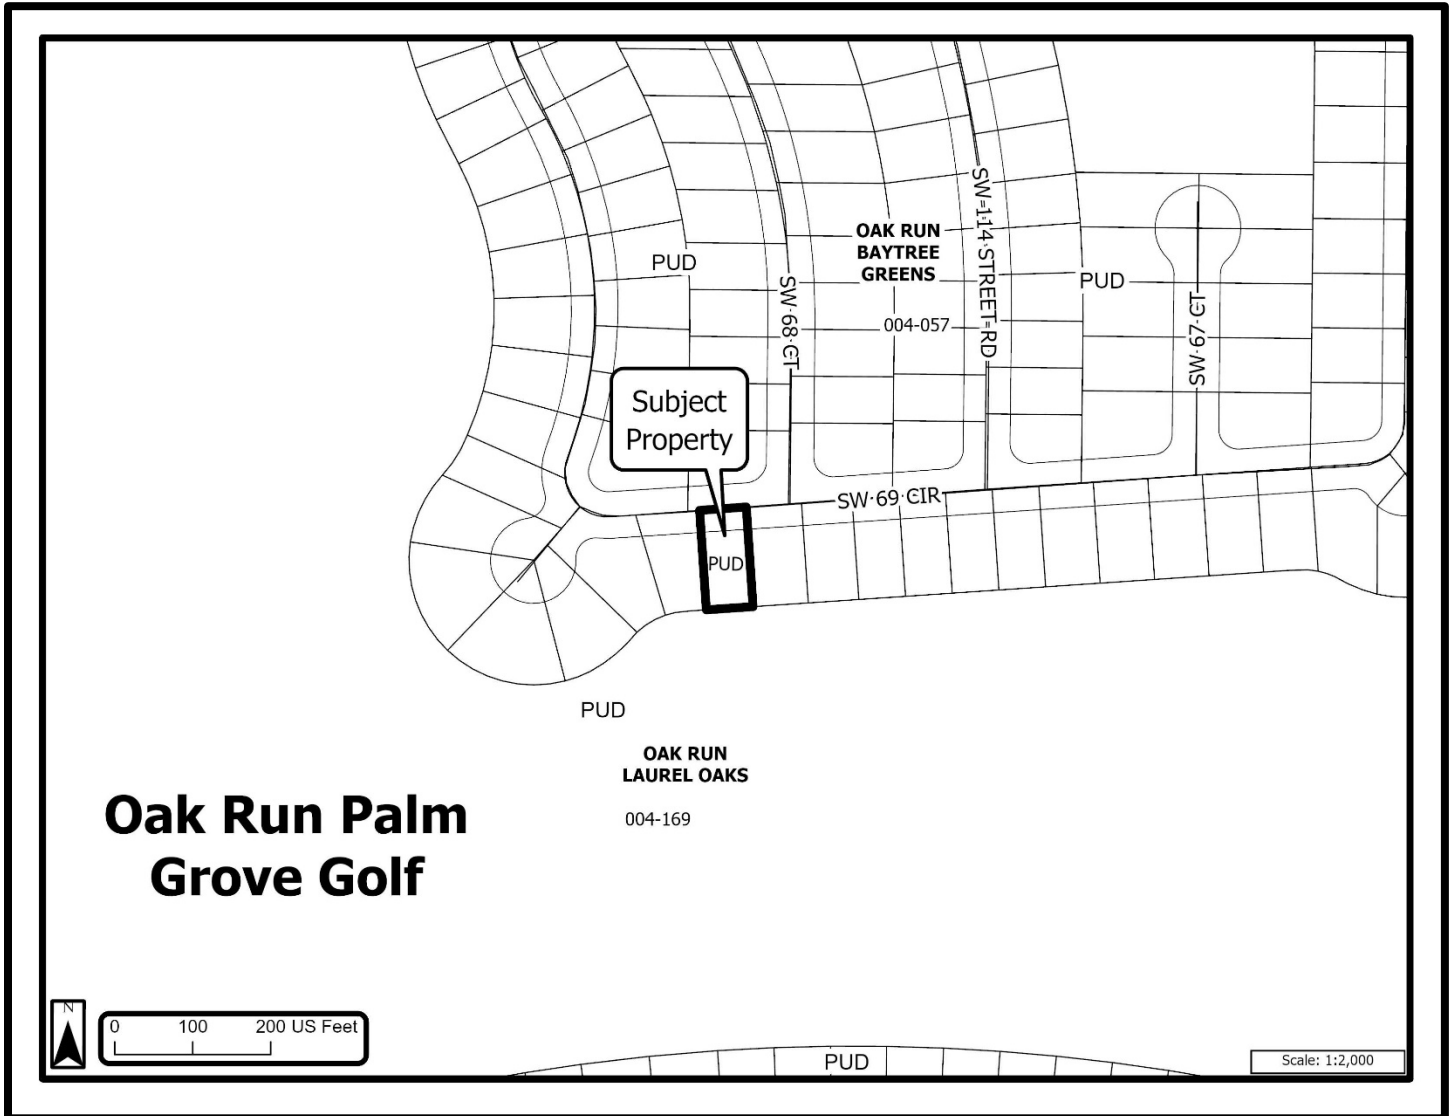 SW 114 STREET RD
OAK RUN
BAYTREE
GREENS
PUD
PUD
SW 68 CT
SW 67 CT
004-057
Subject
Property
SW 69 CIR
PUD
PUD
OAK RUN
LAUREL OAKS
004-169
Oak Run Palm
Grove Golf
N
0 100 200 US Feet
PUD
Scale: 1:2,000